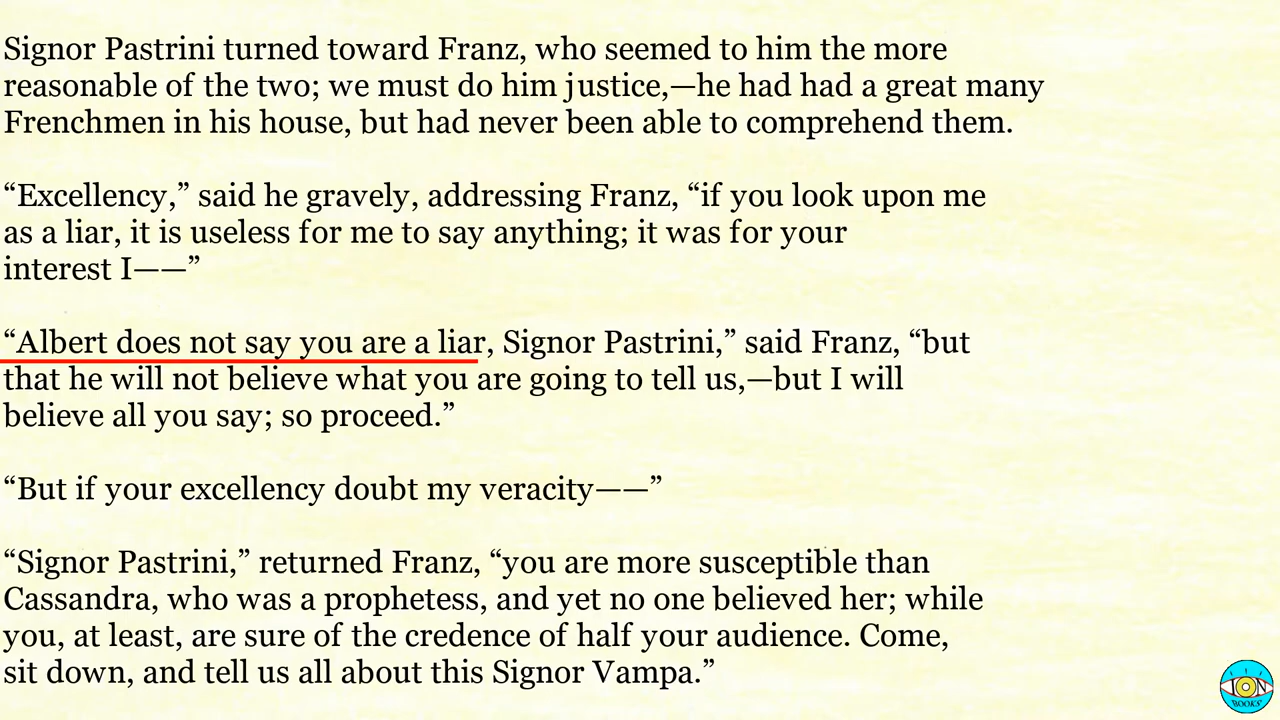 Signor Pastrini turned toward Franz, who seemed to him the more
reasonable of the two; we must do him justice,—he had had a great many
Frenchmen in his house, but had never been able to comprehend them.
“Excellency,” said he gravely, addressing Franz, “if you look upon me
as a liar, it is useless for me to say anything; it was for your
interest I——”
“Albert does not say you are a liar, Signor Pastrini,” said Franz, “but
that he will not believe what you are going to tell us,—but I will
believe all you say; so proceed.”
“But if your excellency doubt my veracity——”
“Signor Pastrini,” returned Franz, “you are more susceptible than
Cassandra, who was a prophetess, and yet no one believed her; while
you, at least, are sure of the credence of half your audience. Come,
sit down, and tell us all about this Signor Vampa.”
ION
BOOKS